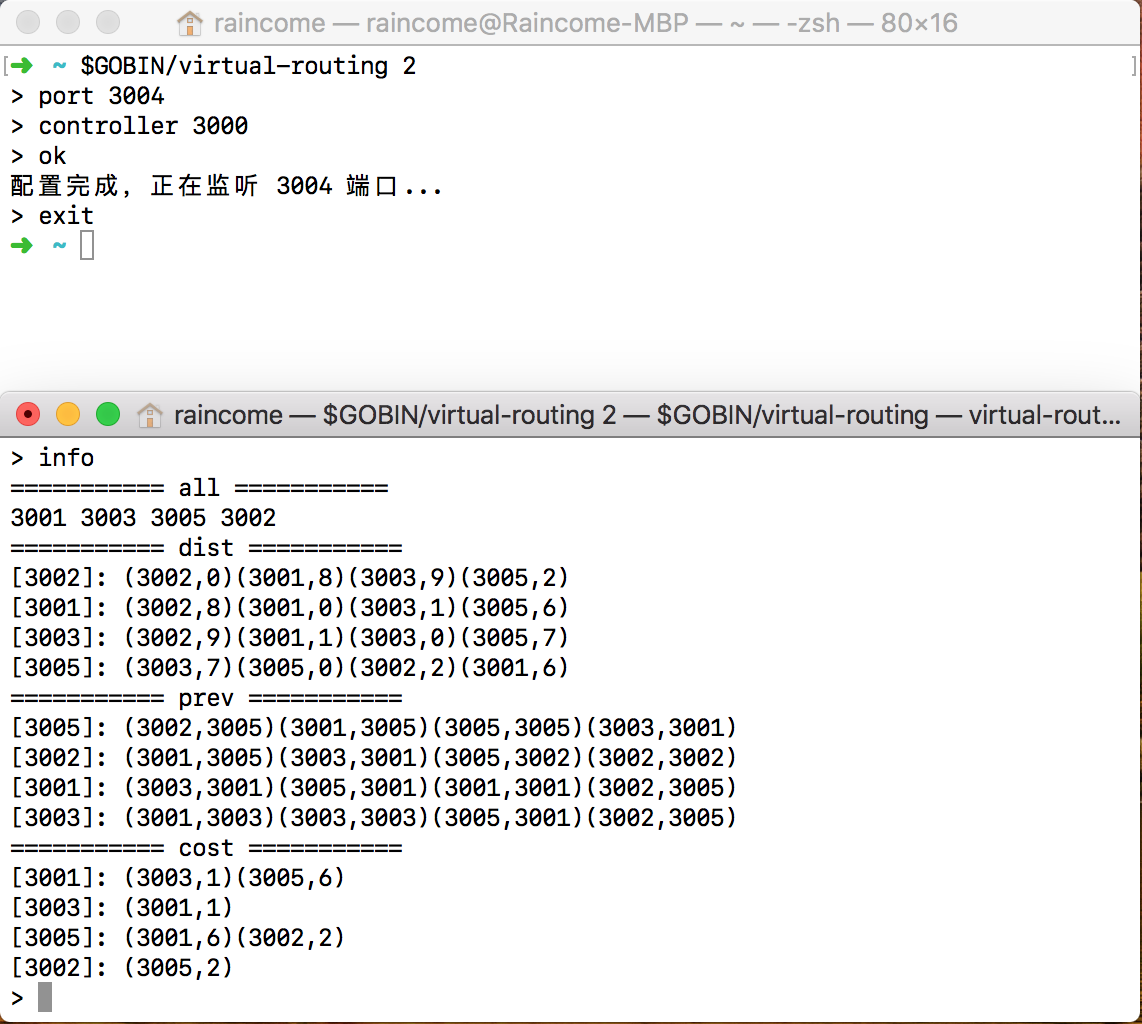 raincome — raincome@Raincome-MBP — ~ — -zsh — 80×16
[➜ ~ $GOBIN/virtual-routing 2 ]
> port 3004
> controller 3000
> ok
配置完成，正在监听 3004 端口...
> exit
➜ ~
raincome — $GOBIN/virtual-routing 2 — $GOBIN/virtual-routing — virtual-rout...
> info
=========== all ===========
3001 3003 3005 3002
=========== dist ===========
[3002]: (3002,0)(3001,8)(3003,9)(3005,2)
[3001]: (3002,8)(3001,0)(3003,1)(3005,6)
[3003]: (3002,9)(3001,1)(3003,0)(3005,7)
[3005]: (3003,7)(3005,0)(3002,2)(3001,6)
=========== prev ===========
[3005]: (3002,3005)(3001,3005)(3005,3005)(3003,3001)
[3002]: (3001,3005)(3003,3001)(3005,3002)(3002,3002)
[3001]: (3003,3001)(3005,3001)(3001,3001)(3002,3005)
[3003]: (3001,3003)(3003,3003)(3005,3001)(3002,3005)
=========== cost ===========
[3001]: (3003,1)(3005,6)
[3003]: (3001,1)
[3005]: (3001,6)(3002,2)
[3002]: (3005,2)
>